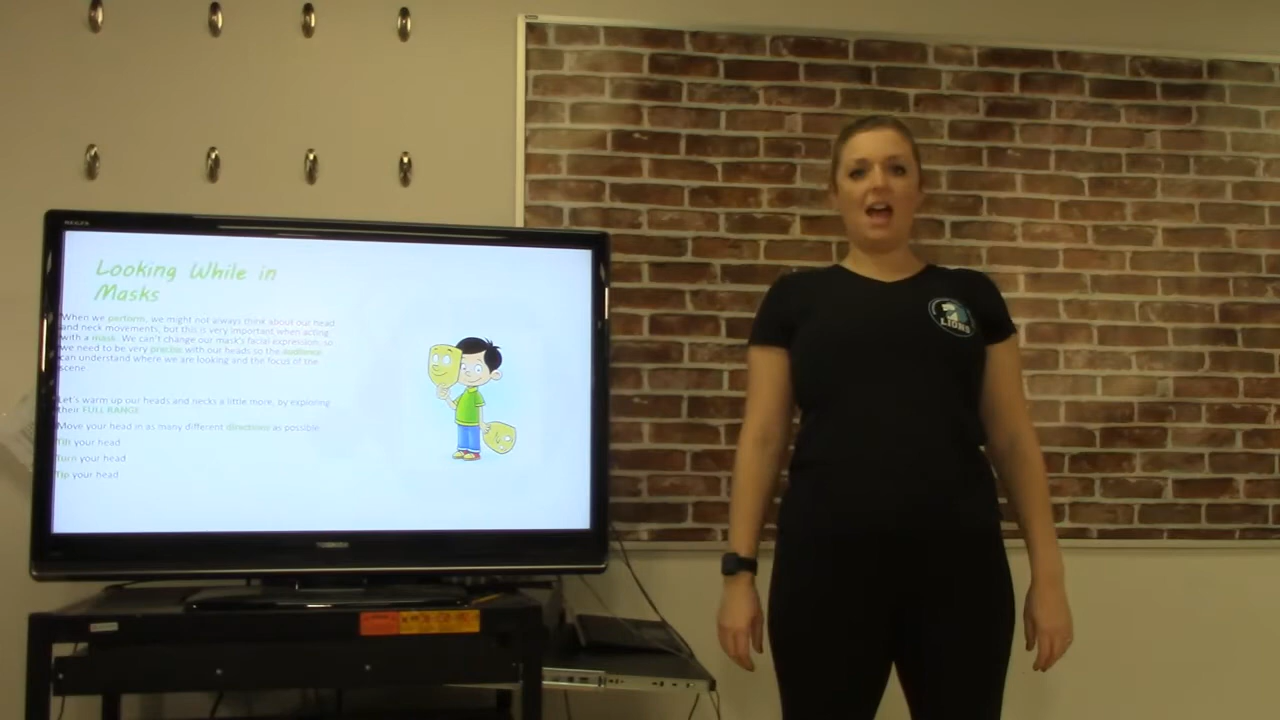 Looking While in
Masks
When we perform, we might not always think about our head
and neck movements, but this is very important when acting
with a mask. We can't change our mask's facial expression, so
we need to be very precise with our heads so the audience
can understand where we are looking and the focus of the
scene
Let's warm up our heads and necks a little more, by exploring
their FULL RANGE
Move your head in as many different directions as possible
Tilt your head
Turn your head
Tip your head
TOSHIBA
LIONS